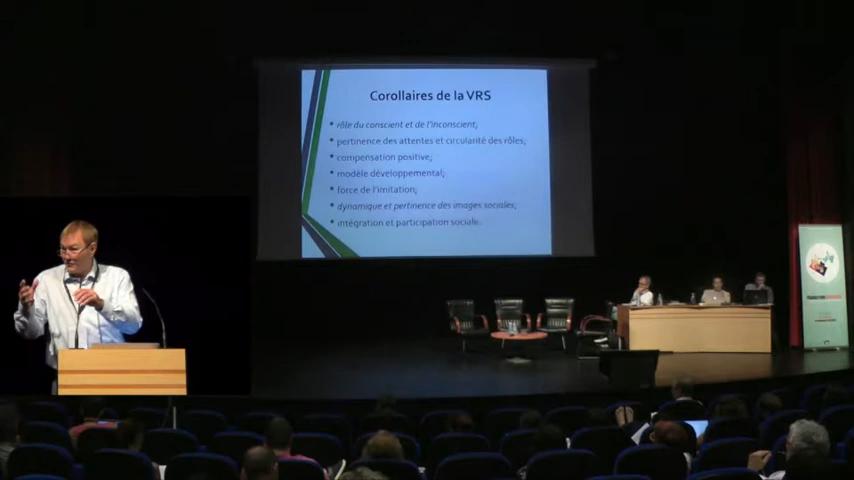 Corollaires de la VRS
• rôle du conscient et de l'inconscient;
• pertinence des attentes et circularité des rôles;
• compensation positive;
• modèle développemental;
• force de l'imitation;
• dynamique et pertinence des images sociales;
• intégration et participation sociale.